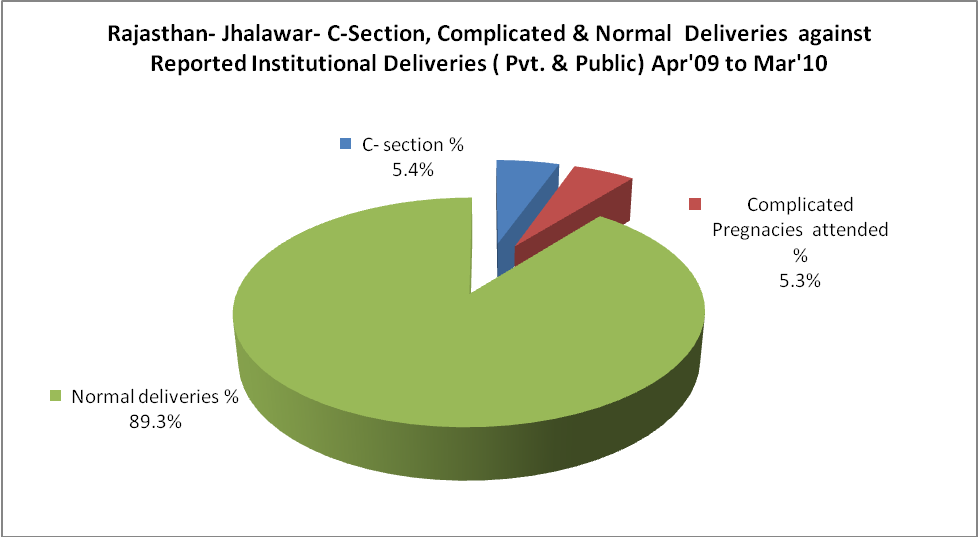 Rajasthan- Jhalawar- C-Section, Complicated & Normal Deliveries against
Reported Institutional Deliveries ( Pvt. & Public) Apr'09 to Mar'10
C- section %
5.4%
Complicated
Pregnancies attended
%
5.3%
Normal deliveries %
89.3%